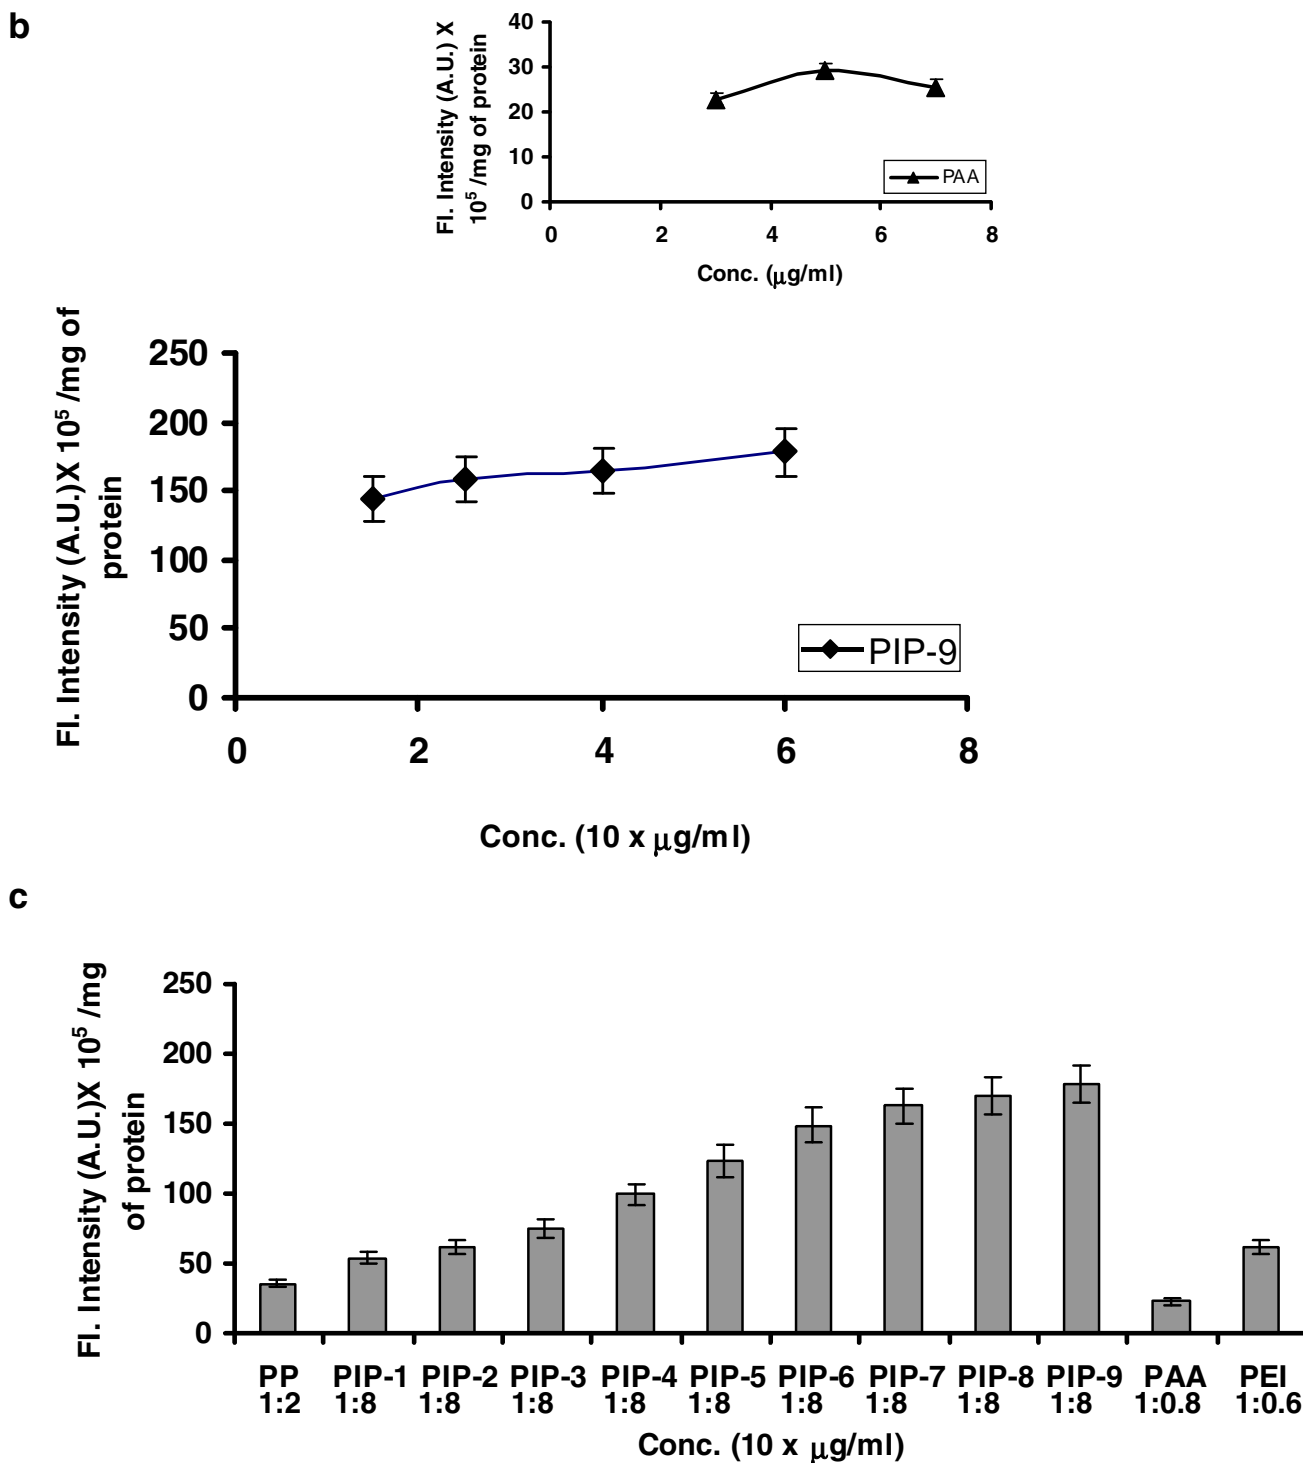 b
Fl. Intensity (A.U.) X
10⁵ /mg of protein
40
30
20
10
0
0 2 4 6 8
PAA
Conc. (µg/ml)
Fl. Intensity (A.U.)X 10⁵ /mg of
protein
250
200
150
100
50
0
0 2 4 6 8
PIP-9
Conc. (10 x µg/ml)
c
Fl. Intensity (A.U.)X 10⁵ /mg
of protein
250
200
150
100
50
0
PP PIP-1 PIP-2 PIP-3 PIP-4 PIP-5 PIP-6 PIP-7 PIP-8 PIP-9 PAA PEI
1:2 1:8 1:8 1:8 1:8 1:8 1:8 1:8 1:8 1:8 1:0.8 1:0.6
Conc. (10 x µg/ml)